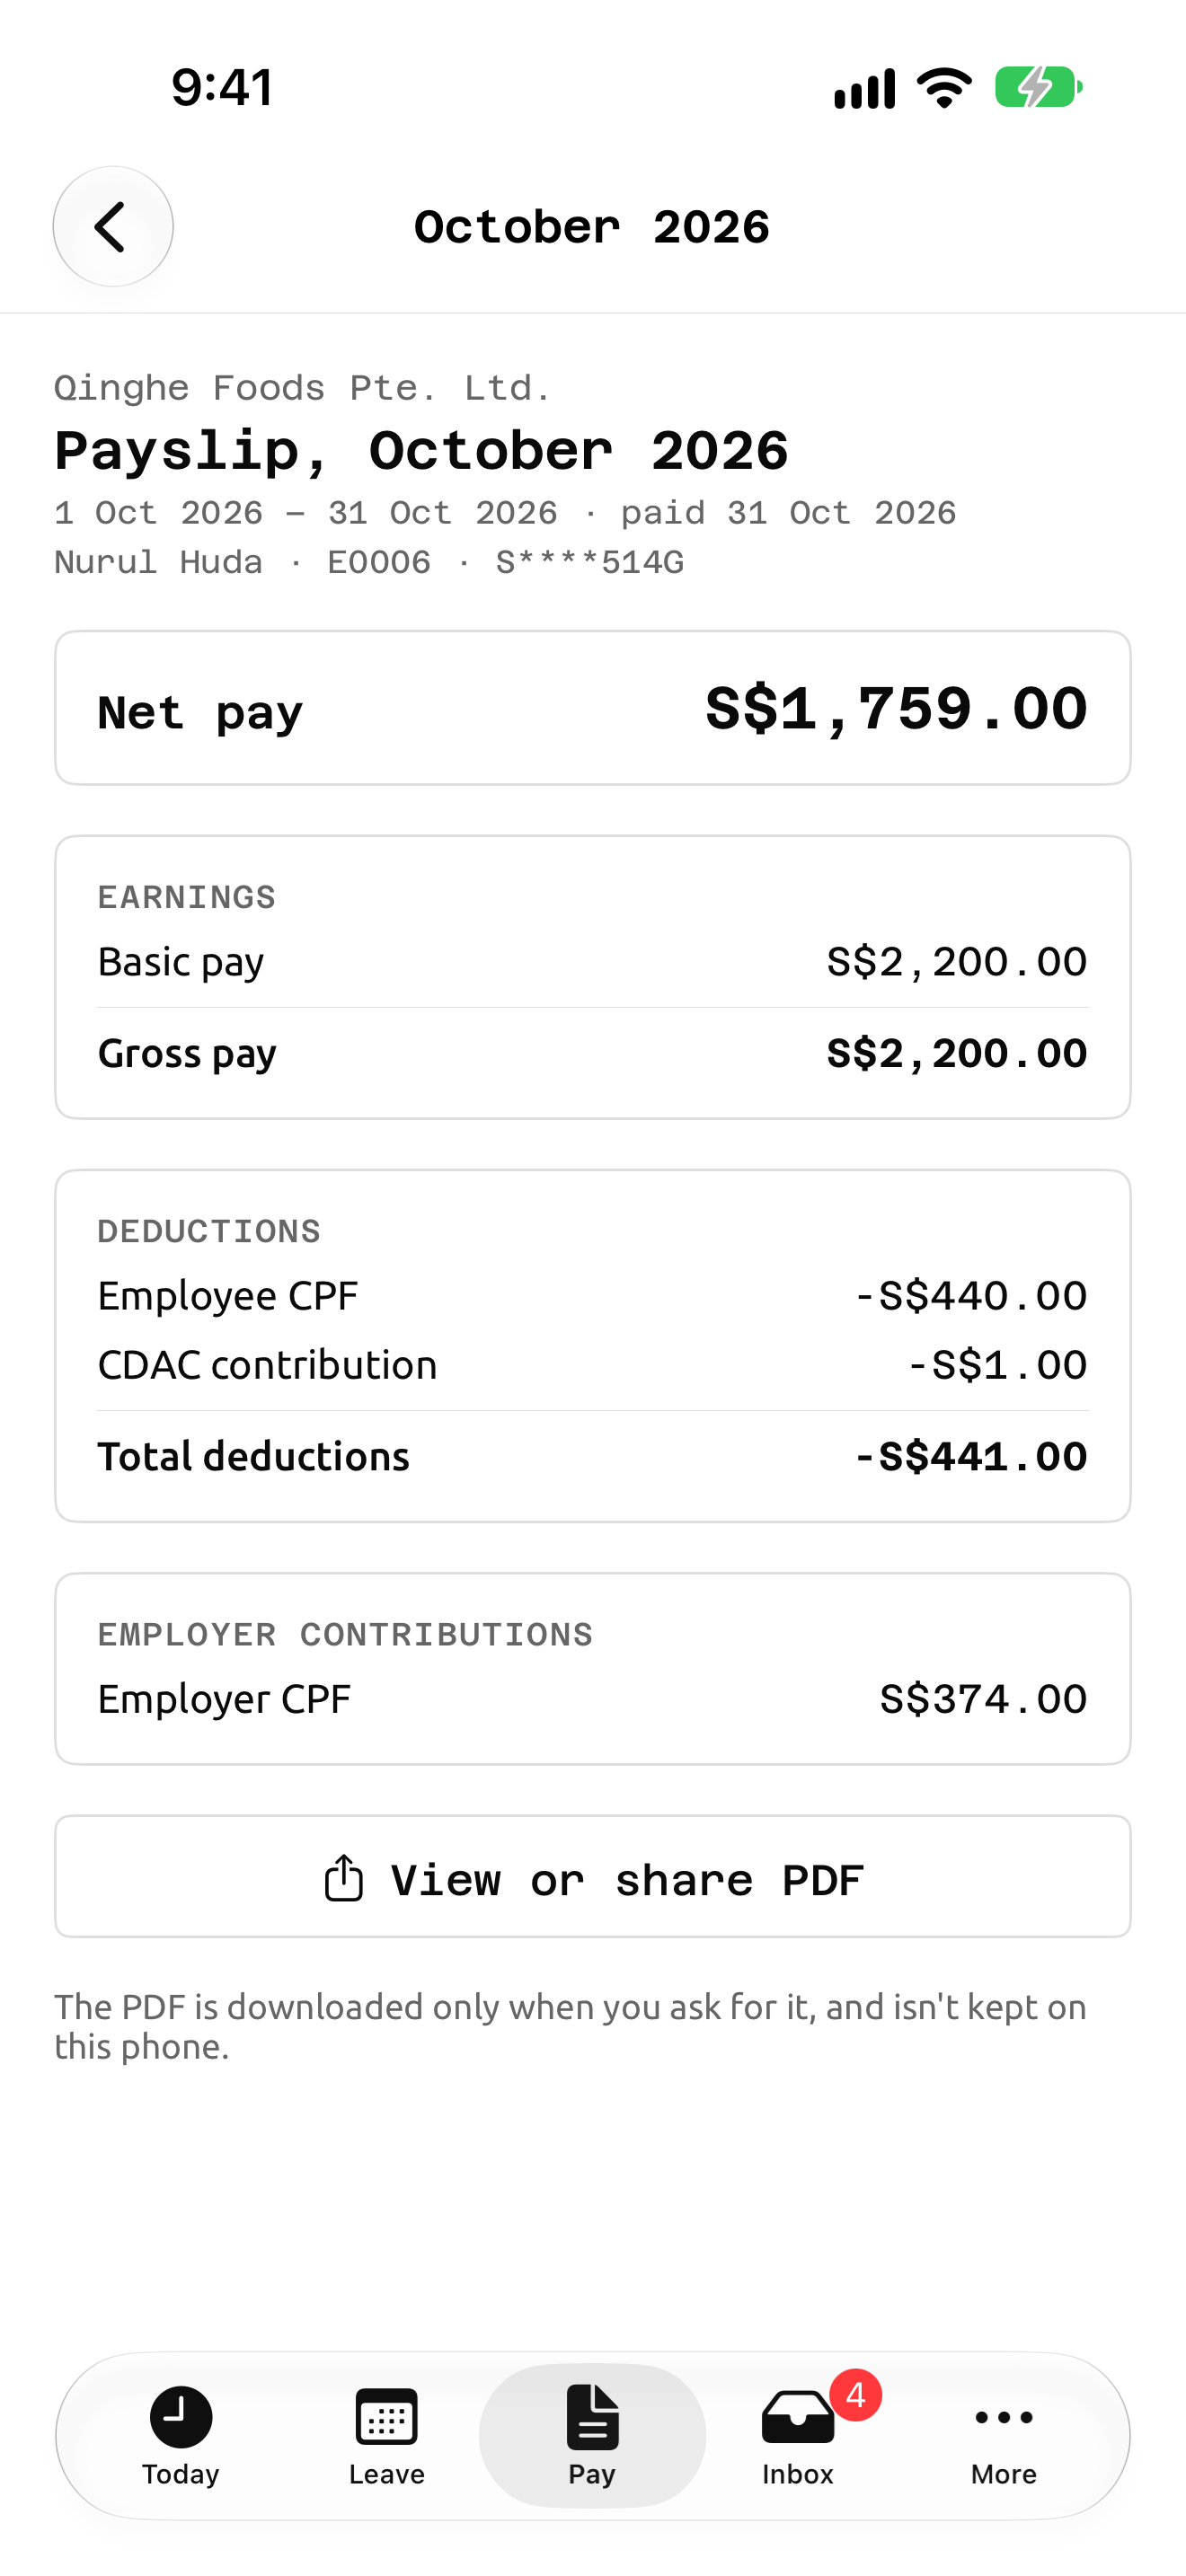 9:41
October 2026
Qinghe Foods Pte. Ltd.
Payslip, October 2026
1 Oct 2026 – 31 Oct 2026 · paid 31 Oct 2026
Nurul Huda · E0006 · S****514G
Net pay S$1,759.00
EARNINGS
Basic pay S$2,200.00
Gross pay S$2,200.00
DEDUCTIONS
Employee CPF -S$440.00
CDAC contribution -S$1.00
Total deductions -S$441.00
EMPLOYER CONTRIBUTIONS
Employer CPF S$374.00
View or share PDF
The PDF is downloaded only when you ask for it, and isn't kept on
this phone.
4
Today Leave Pay Inbox More